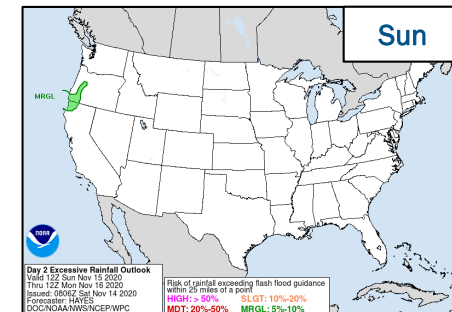 Sun
MRGL
NOAA
Day 2 Excessive Rainfall Outlook
Valid 12Z Sun Nov 15 2020
Thru 12Z Mon Nov 16 2020
Issued: 0806Z Sat Nov 14 2020
Forecaster: HAYES
DOC/NOAA/NWS/NCEP/WPC
Risk of rainfall exceeding flash flood guidance
within 25 miles of a point
HIGH: > 50% SLGT: 10%-20%
MDT: 20%-50% MRGL: 5%-10%